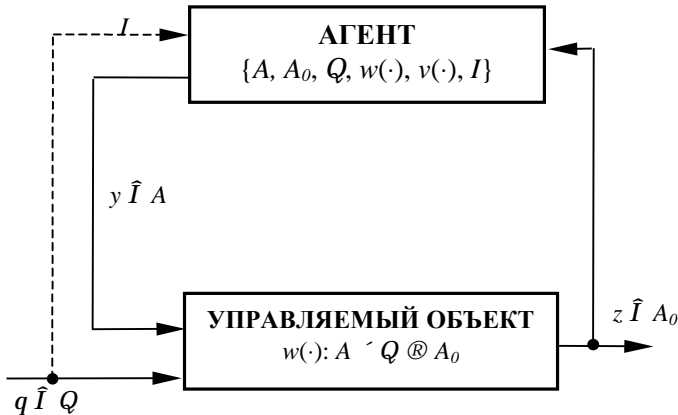 I
АГЕНТ
{A, A₀, Q, w(·), v(·), I}
y Î A
УПРАВЛЯЕМЫЙ ОБЪЕКТ
w(·): A ´ Q ® A₀
z Î A₀
q Î Q